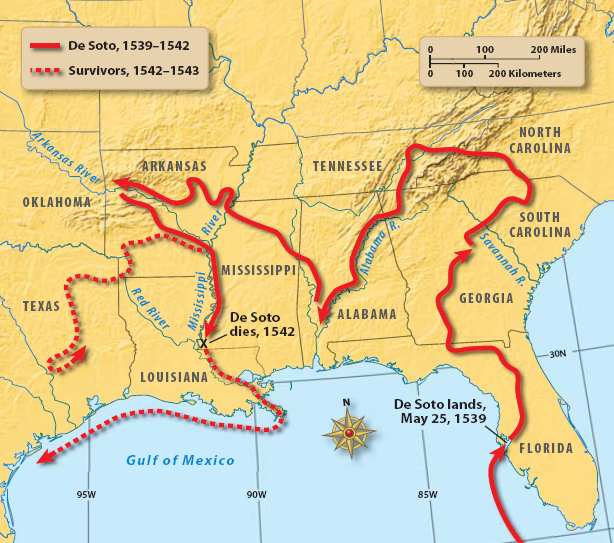 De Soto, 1539–1542
Survivors, 1542–1543
0 100 200 Miles
0 100 200 Kilometers
NORTH
CAROLINA
Arkansas River
ARKANSAS
TENNESSEE
OKLAHOMA
SOUTH
CAROLINA
Mississippi River
Alabama R.
Savannah R.
MISSISSIPPI
TEXAS
Red River
De Soto
dies, 1542
X
ALABAMA
GEORGIA
30N
LOUISIANA
N
De Soto lands,
May 25, 1539
FLORIDA
Gulf of Mexico
95W
90W
85W